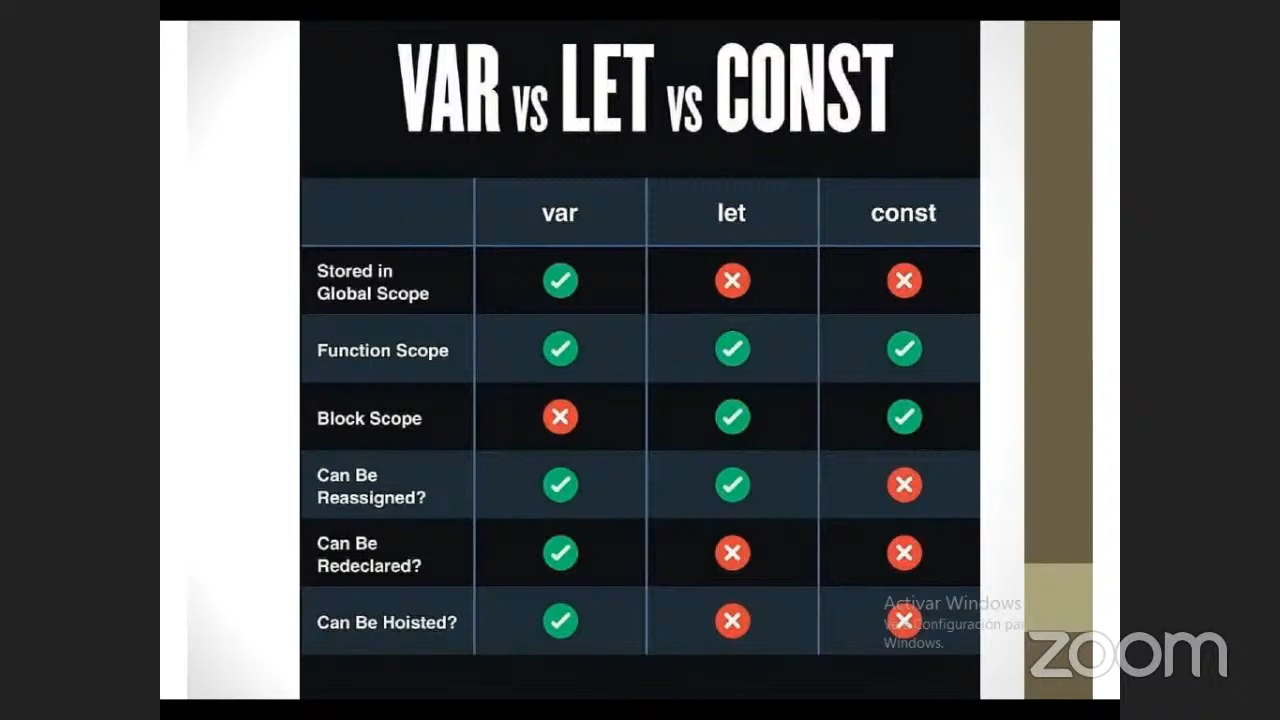 VAR VS LET VS CONST
var let const
Stored in
Global Scope
Function Scope
Block Scope
Can Be
Reassigned?
Can Be
Redeclared?
Can Be Hoisted?
Activar Windows
Configuración
Windows.
zoom